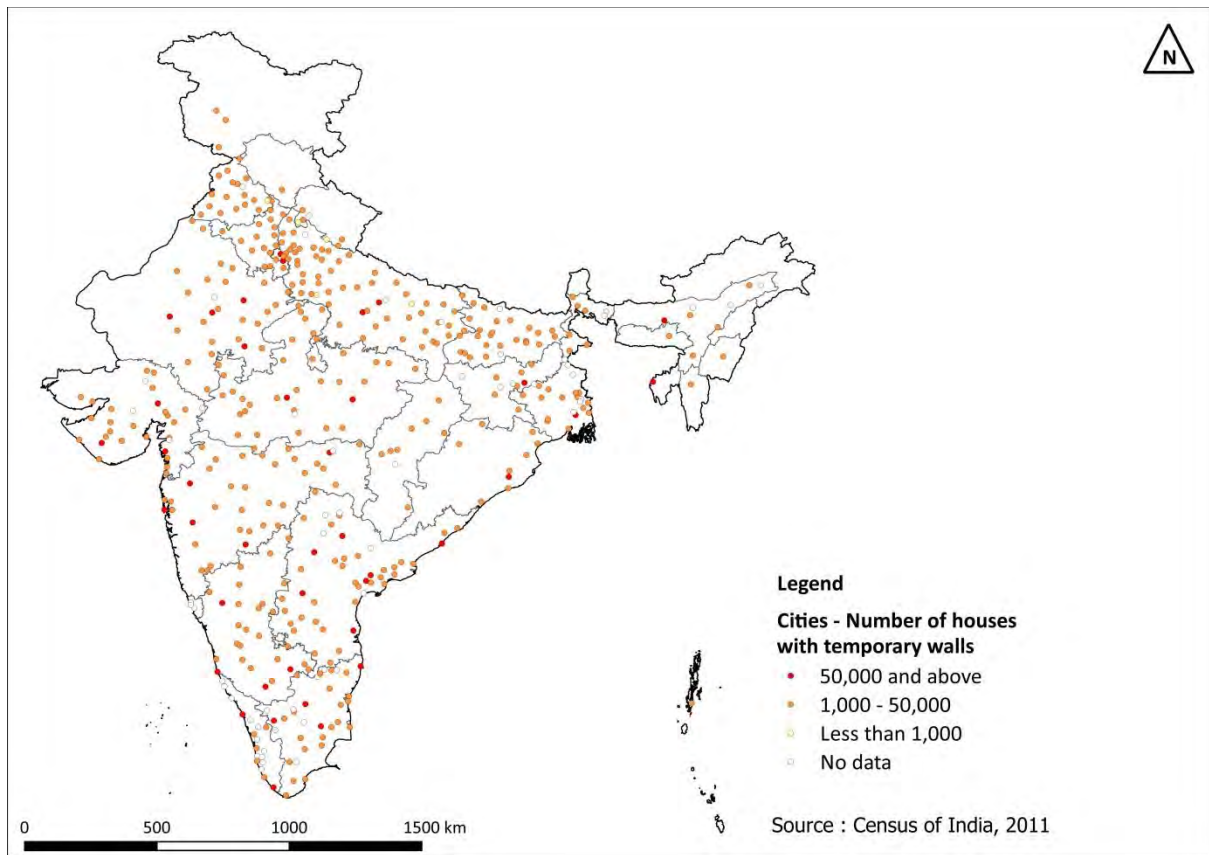 N
Legend
Cities - Number of houses
with temporary walls
50,000 and above
1,000 - 50,000
Less than 1,000
No data
0 500 1000 1500 km
Source : Census of India, 2011